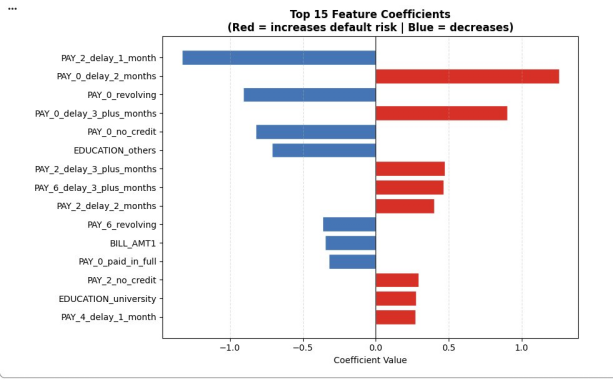 ...
Top 15 Feature Coefficients
(Red = increases default risk | Blue = decreases)
PAY_2_delay_1_month
PAY_0_delay_2_months
PAY_0_revolving
PAY_0_delay_3_plus_months
PAY_0_no_credit
EDUCATION_others
PAY_2_delay_3_plus_months
PAY_6_delay_3_plus_months
PAY_2_delay_2_months
PAY_6_revolving
BILL_AMT1
PAY_0_paid_in_full
PAY_2_no_credit
EDUCATION_university
PAY_4_delay_1_month
−1.0 −0.5 0.0 0.5 1.0
Coefficient Value